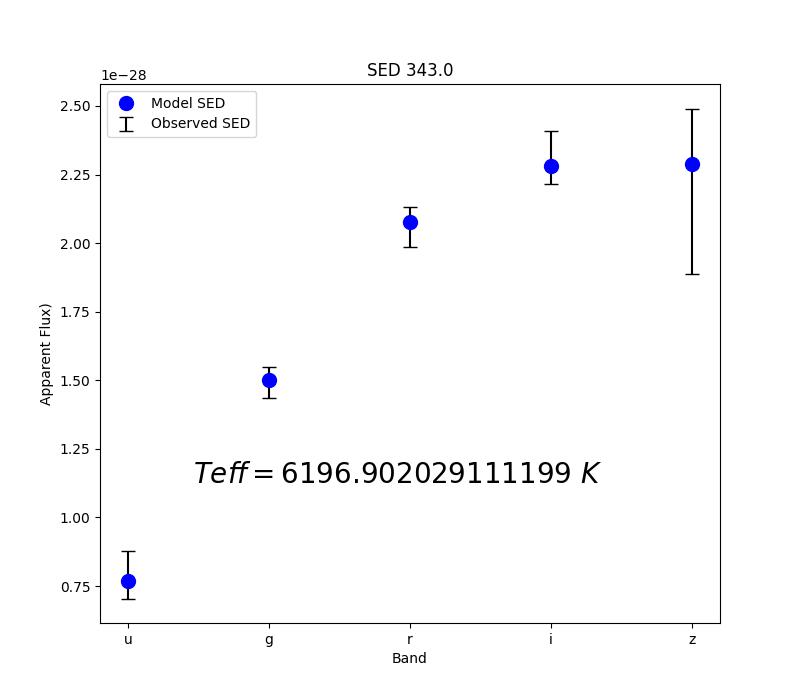 SED 343.0
1e−28
Model SED
Observed SED
2.50
2.25
2.00
1.75
1.50
1.25
1.00
0.75
Apparent Flux)
Teff = 6196.902029111199 K
u g r i z
Band